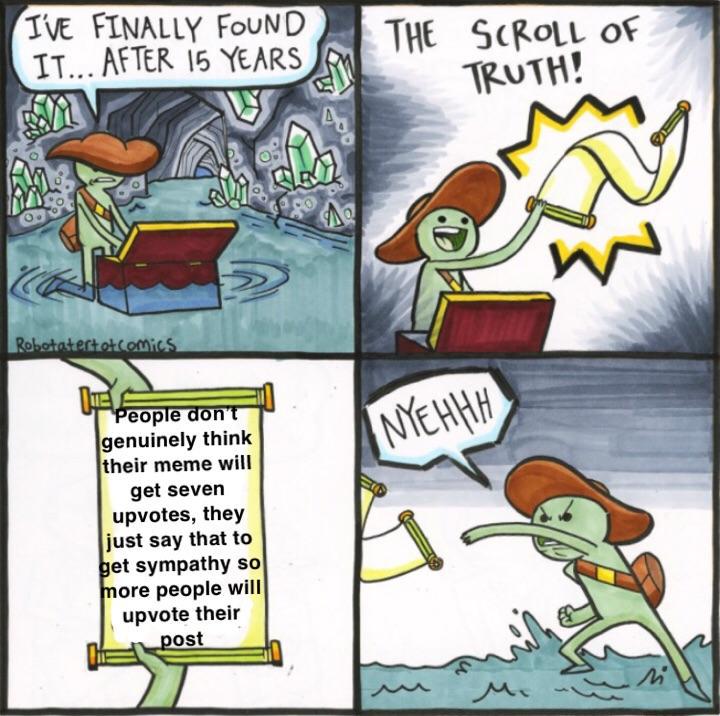 I'VE FINALLY FOUND
IT... AFTER 15 YEARS
Robotatertotcomics
THE SCROLL OF
TRUTH!
People don't
genuinely think
their meme will
get seven
upvotes, they
just say that to
get sympathy so
more people will
upvote their
post
NYEHHH